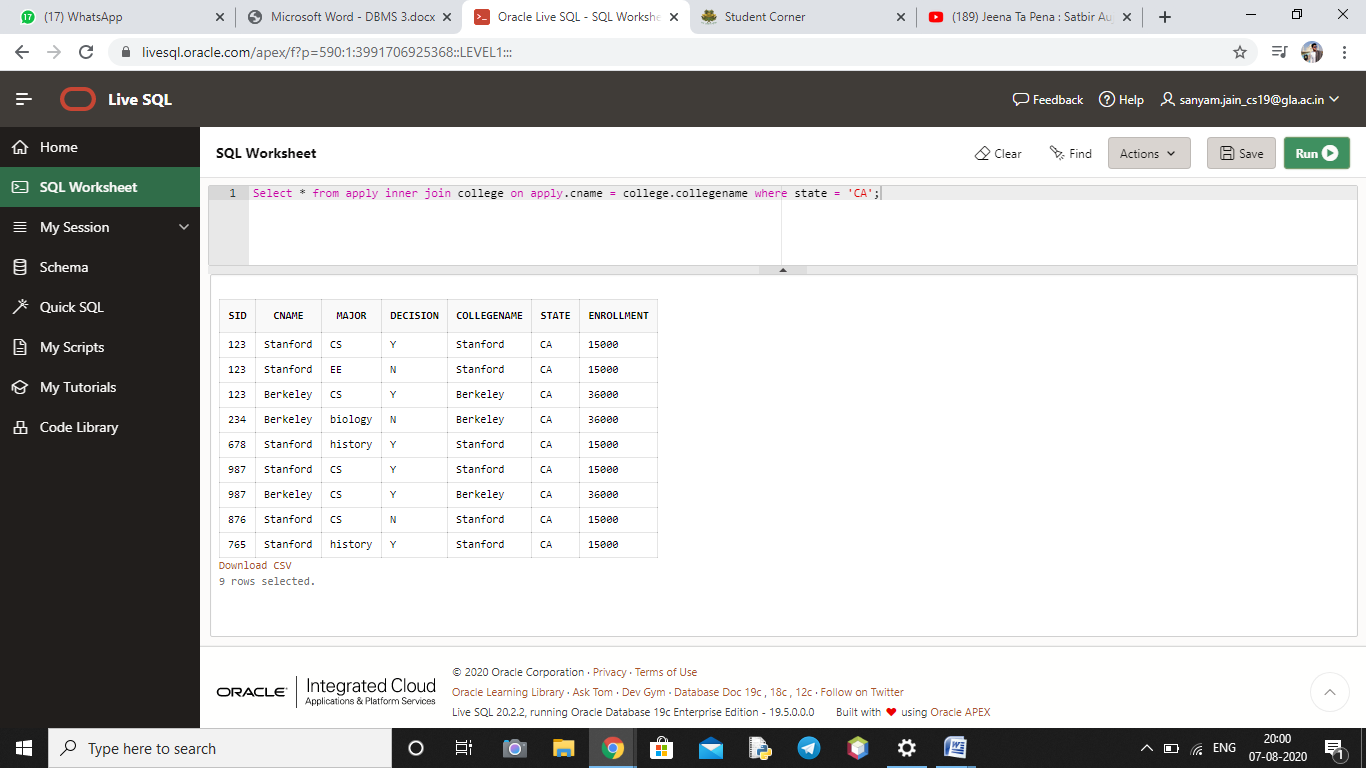 (17) WhatsApp
Microsoft Word - DBMS 3.docx
Oracle Live SQL - SQL Workshe
Student Corner
(189) Jeena Ta Pena : Satbir Au
livesql.oracle.com/apex/f?p=590:1:3991706925368::LEVEL1:::
Live SQL
Feedback
Help
sanyam.jain_cs19@gla.ac.in
Home
SQL Worksheet
My Session
Schema
Quick SQL
My Scripts
My Tutorials
Code Library
SQL Worksheet
Clear
Find
Actions
Save
Run
1 Select * from apply inner join college on apply.cname = college.collegename where state = 'CA';
SID CNAME MAJOR DECISION COLLEGENAME STATE ENROLLMENT
123 Stanford CS Y Stanford CA 15000
123 Stanford EE N Stanford CA 15000
123 Berkeley CS Y Berkeley CA 36000
234 Berkeley biology N Berkeley CA 36000
678 Stanford history Y Stanford CA 15000
987 Stanford CS Y Stanford CA 15000
987 Berkeley CS Y Berkeley CA 36000
876 Stanford CS N Stanford CA 15000
765 Stanford history Y Stanford CA 15000
Download CSV
9 rows selected.
ORACLE
Integrated Cloud
Applications & Platform Services
© 2020 Oracle Corporation · Privacy · Terms of Use
Oracle Learning Library · Ask Tom · Dev Gym · Database Doc 19c , 18c , 12c · Follow on Twitter
Live SQL 20.2.2, running Oracle Database 19c Enterprise Edition - 19.5.0.0.0 Built with ❤ using Oracle APEX
Type here to search
ENG
20:00
07-08-2020
1